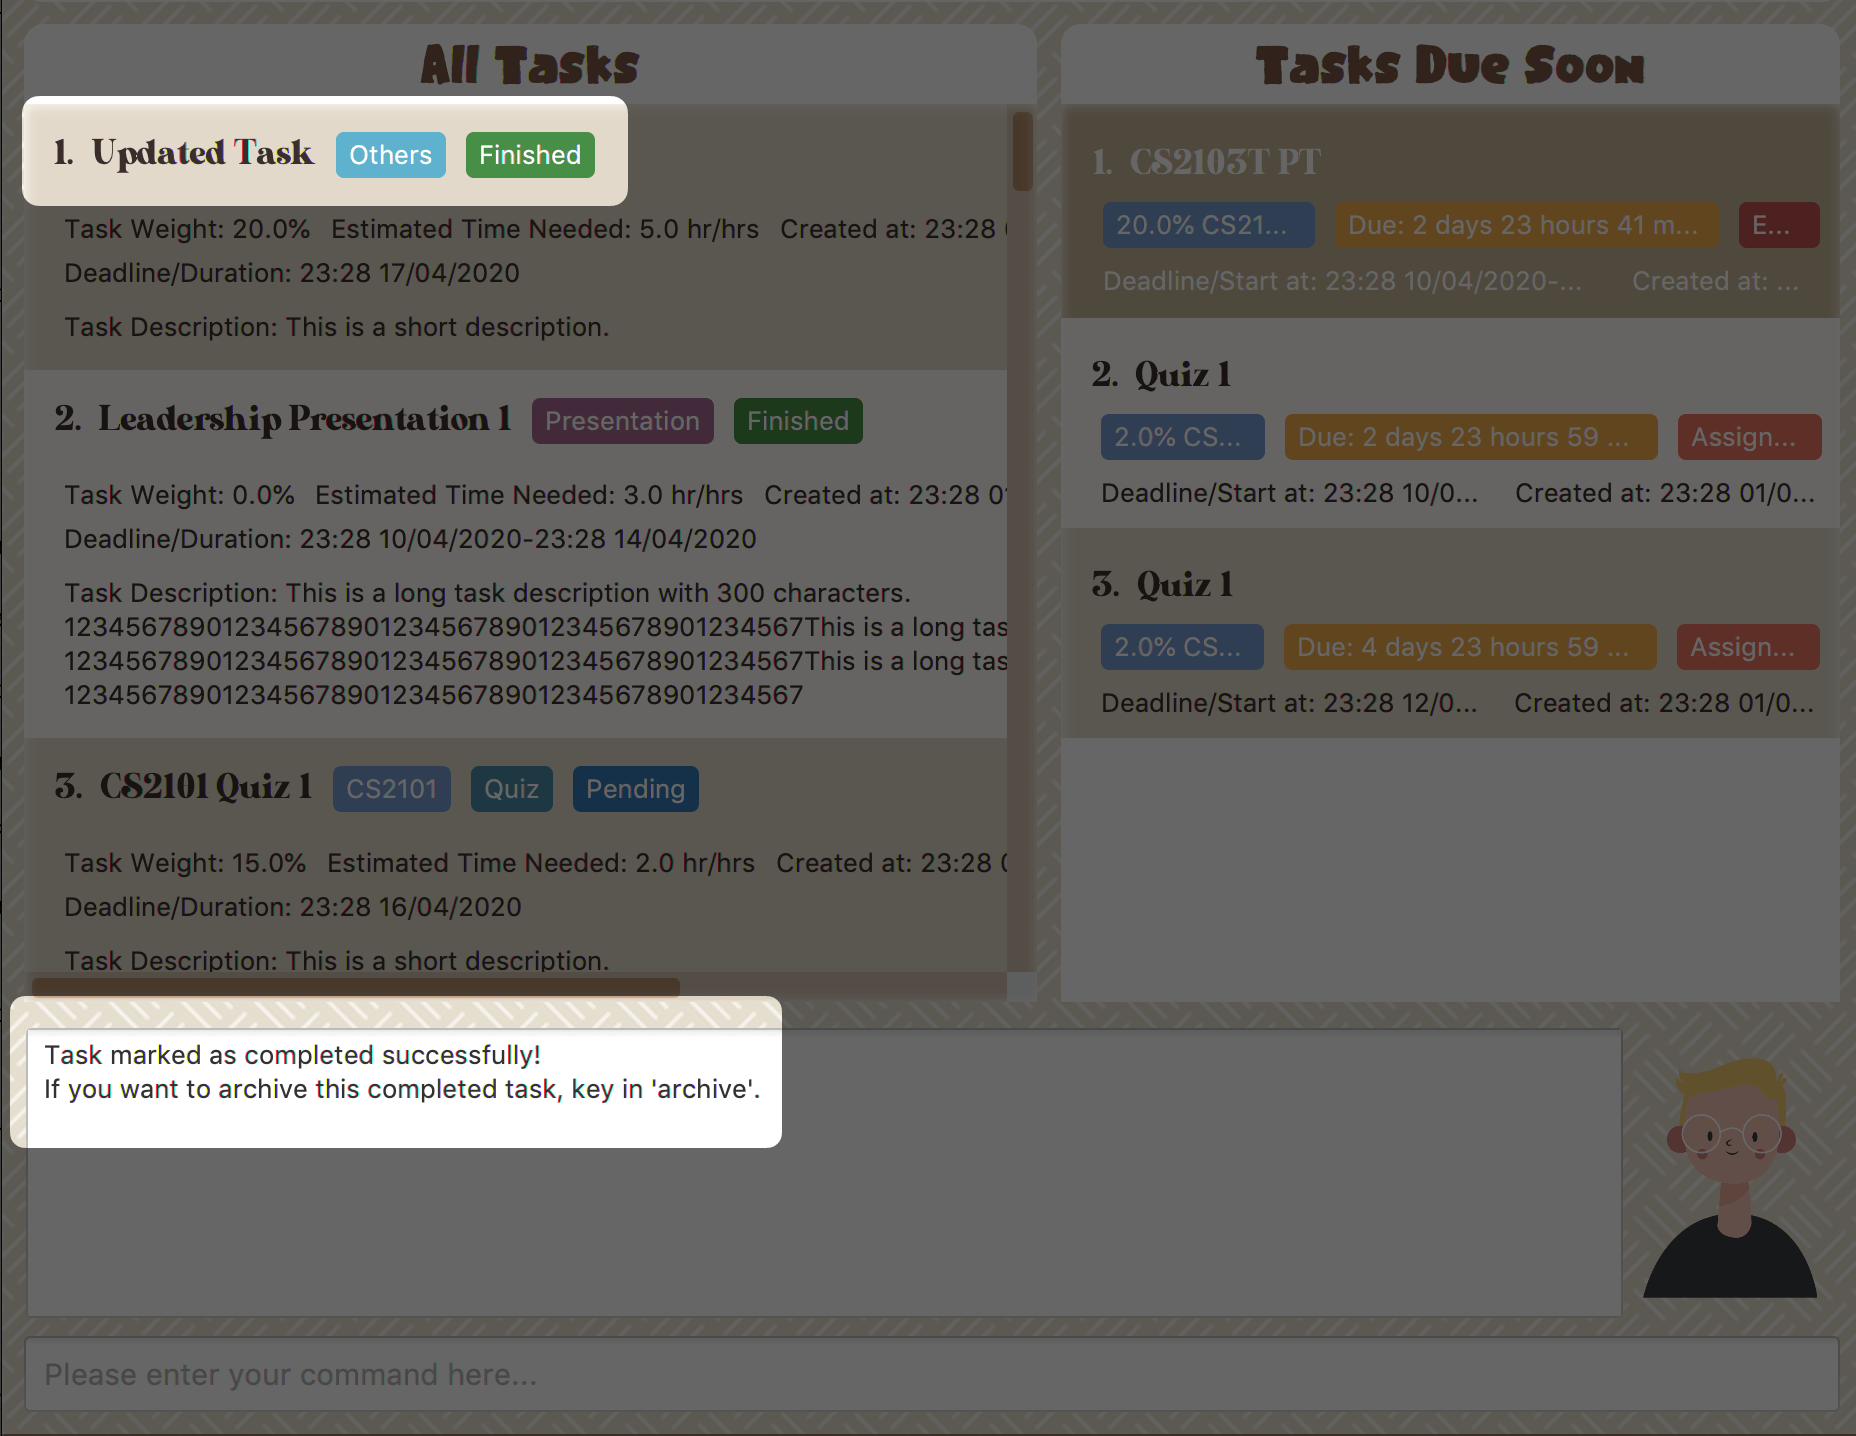 All Tasks
1. Updated Task Others Finished
Task Weight: 20.0% Estimated Time Needed: 5.0 hr/hrs Created at: 23:28
Deadline/Duration: 23:28 17/04/2020
Task Description: This is a short description.
2. Leadership Presentation 1 Presentation Finished
Task Weight: 0.0% Estimated Time Needed: 3.0 hr/hrs Created at: 23:28 01
Deadline/Duration: 23:28 10/04/2020-23:28 14/04/2020
Task Description: This is a long task description with 300 characters.
12345678901234567890123456789012345678901234567This is a long tas
12345678901234567890123456789012345678901234567This is a long tas
12345678901234567890123456789012345678901234567
3. CS2101 Quiz 1 CS2101 Quiz Pending
Task Weight: 15.0% Estimated Time Needed: 2.0 hr/hrs Created at: 23:28
Deadline/Duration: 23:28 16/04/2020
Task Description: This is a short description.
Tasks Due Soon
1. CS2103T PT
20.0% CS21... Due: 2 days 23 hours 41 m... E...
Deadline/Start at: 23:28 10/04/2020-... Created at: ...
2. Quiz 1
2.0% CS... Due: 2 days 23 hours 59 ... Assign...
Deadline/Start at: 23:28 10/0... Created at: 23:28 01/0...
3. Quiz 1
2.0% CS... Due: 4 days 23 hours 59 ... Assign...
Deadline/Start at: 23:28 12/0... Created at: 23:28 01/0...
Task marked as completed successfully!
If you want to archive this completed task, key in 'archive'.
Please enter your command here...